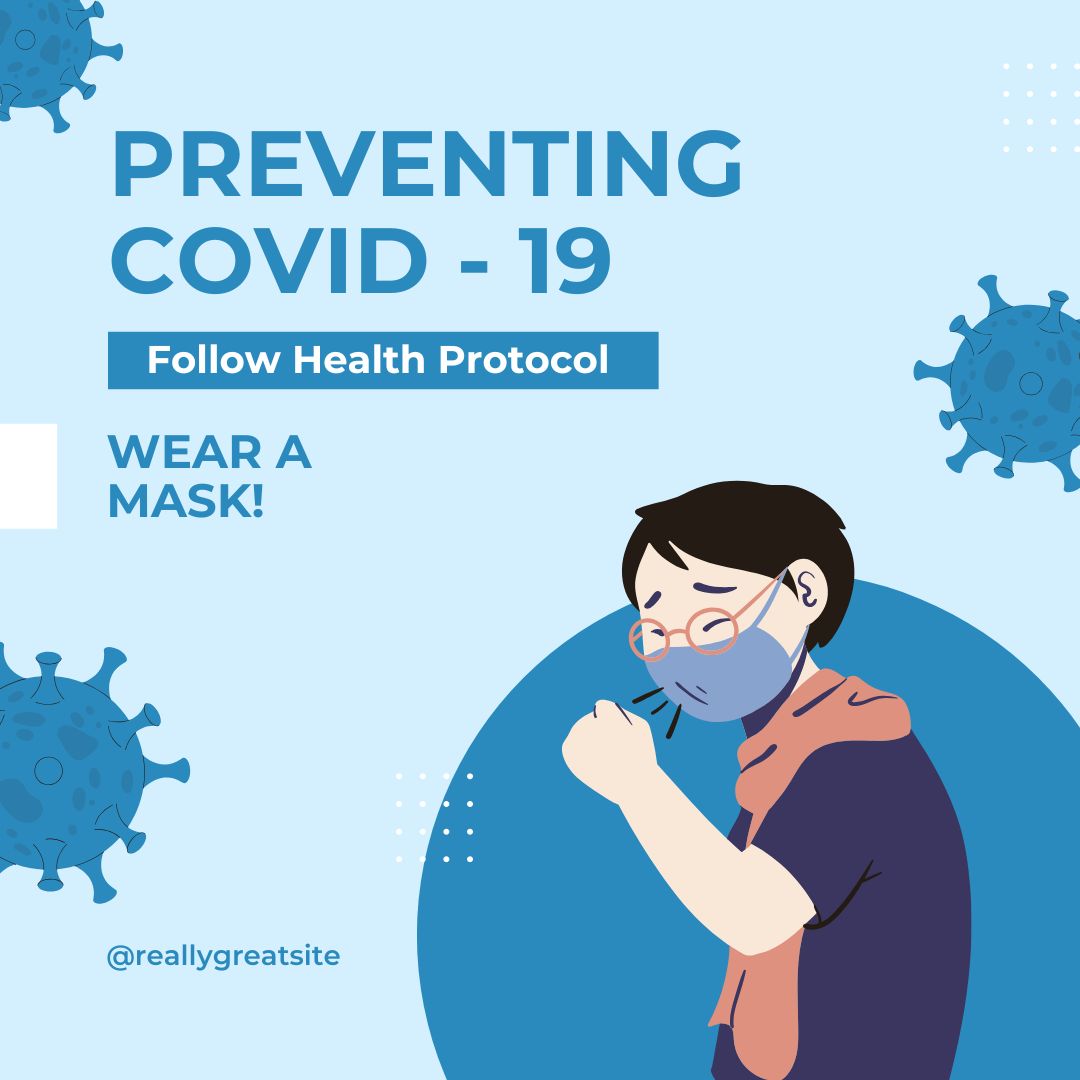 PREVENTING
COVID - 19
Follow Health Protocol
WEAR A
MASK!
@reallygreatsite